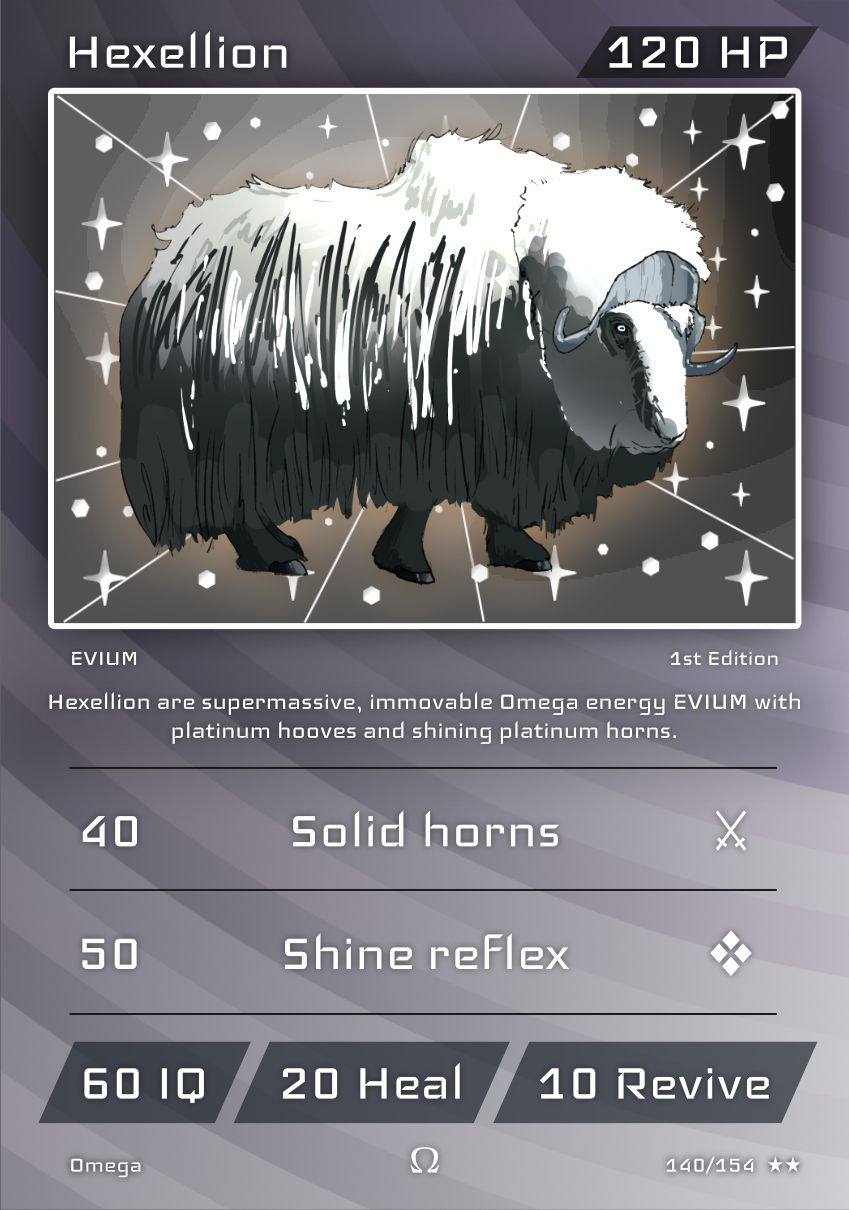 Hexellion
120 HP
EVIUM
1st Edition
Hexellion are supermassive, immovable Omega energy EVIUM with
platinum hooves and shining platinum horns.
40 Solid horns
50 Shine reflex
60 IQ
20 Heal
10 Revive
Omega
Ω
140/154 ★★